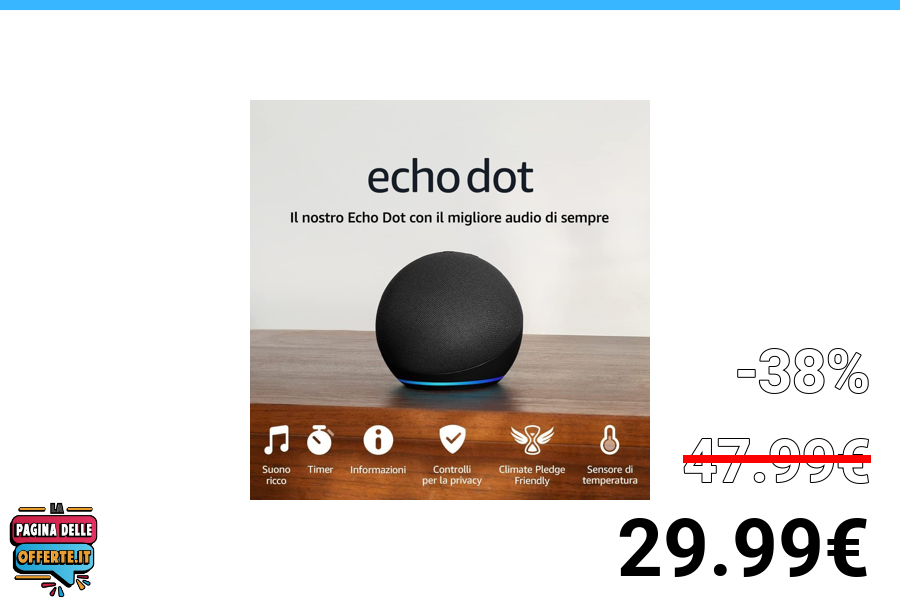 echo dot
Il nostro Echo Dot con il migliore audio di sempre
-38%
47.99€
29.99€
Suono
ricco
Timer
Informazioni
Controlli
per la privacy
Climate Pledge
Friendly
Sensore di
temperatura
LA
PAGINA DELLE
OFFERTE.IT